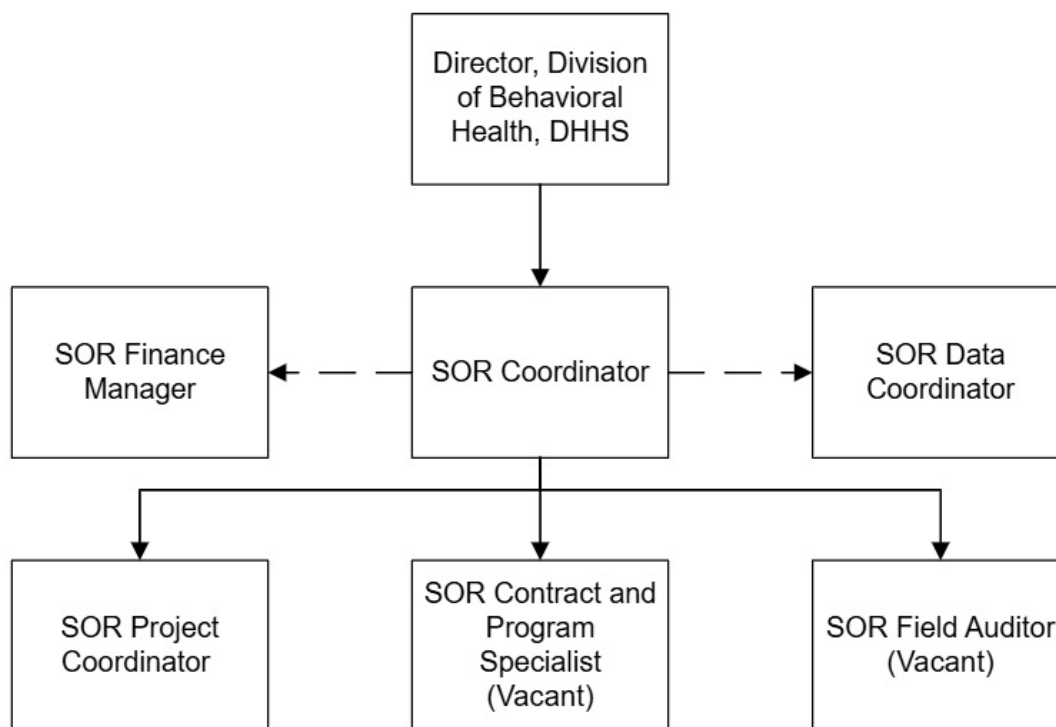 Director, Division
of Behavioral
Health, DHHS
SOR Finance
Manager
SOR Coordinator
SOR Data
Coordinator
SOR Project
Coordinator
SOR Contract and
Program
Specialist
(Vacant)
SOR Field Auditor
(Vacant)